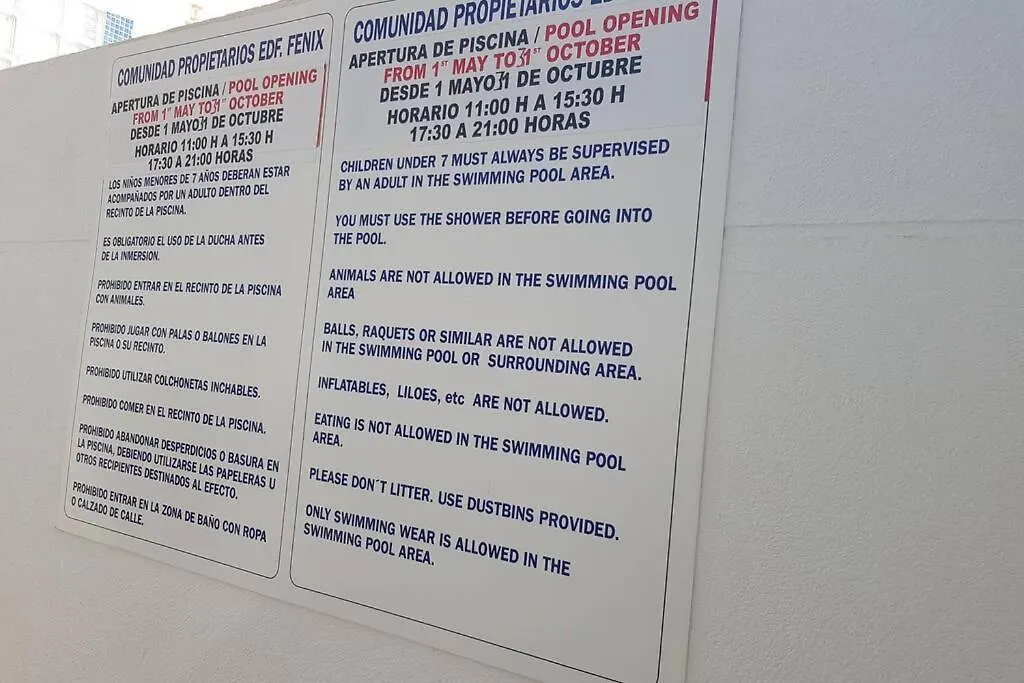 COMUNIDAD PROPIETARIOS EDF. FENIX
APERTURA DE PISCINA / POOL OPENING
FROM 1ST MAY TO 31ST OCTOBER
DESDE 1 MAYO 31 DE OCTUBRE
HORARIO 11:00 H A 15:30 H
17:30 A 21:00 HORAS
LOS NIÑOS MENORES DE 7 AÑOS DEBERAN ESTAR
ACOMPAÑADOS POR UN ADULTO DENTRO DEL
RECINTO DE LA PISCINA.
ES OBLIGATORIO EL USO DE LA DUCHA ANTES
DE LA INMERSION.
PROHIBIDO ENTRAR EN EL RECINTO DE LA PISCINA
CON ANIMALES.
PROHIBIDO JUGAR CON PALAS O BALONES EN LA
PISCINA O SU RECINTO.
PROHIBIDO UTILIZAR COLCHONETAS INCHABLES.
PROHIBIDO COMER EN EL RECINTO DE LA PISCINA.
PROHIBIDO ABANDONAR DESPERDICIOS O BASURA EN
LA PISCINA, DEBIENDO UTILIZARSE LAS PAPELERAS U
OTROS RECIPIENTES DESTINADOS AL EFECTO.
PROHIBIDO ENTRAR EN LA ZONA DE BAÑO CON ROPA
O CALZADO DE CALLE.
COMUNIDAD PROPIETARIOS
APERTURA DE PISCINA / POOL OPENING
FROM 1ST MAY TO 31ST OCTOBER
DESDE 1 MAYO 31 DE OCTUBRE
HORARIO 11:00 H A 15:30 H
17:30 A 21:00 HORAS
CHILDREN UNDER 7 MUST ALWAYS BE SUPERVISED
BY AN ADULT IN THE SWIMMING POOL AREA.
YOU MUST USE THE SHOWER BEFORE GOING INTO
THE POOL.
ANIMALS ARE NOT ALLOWED IN THE SWIMMING POOL
AREA
BALLS, RAQUETS OR SIMILAR ARE NOT ALLOWED
IN THE SWIMMING POOL OR SURROUNDING AREA.
INFLATABLES, LILOES, etc ARE NOT ALLOWED.
EATING IS NOT ALLOWED IN THE SWIMMING POOL
AREA.
PLEASE DON´T LITTER. USE DUSTBINS PROVIDED.
ONLY SWIMMING WEAR IS ALLOWED IN THE
SWIMMING POOL AREA.